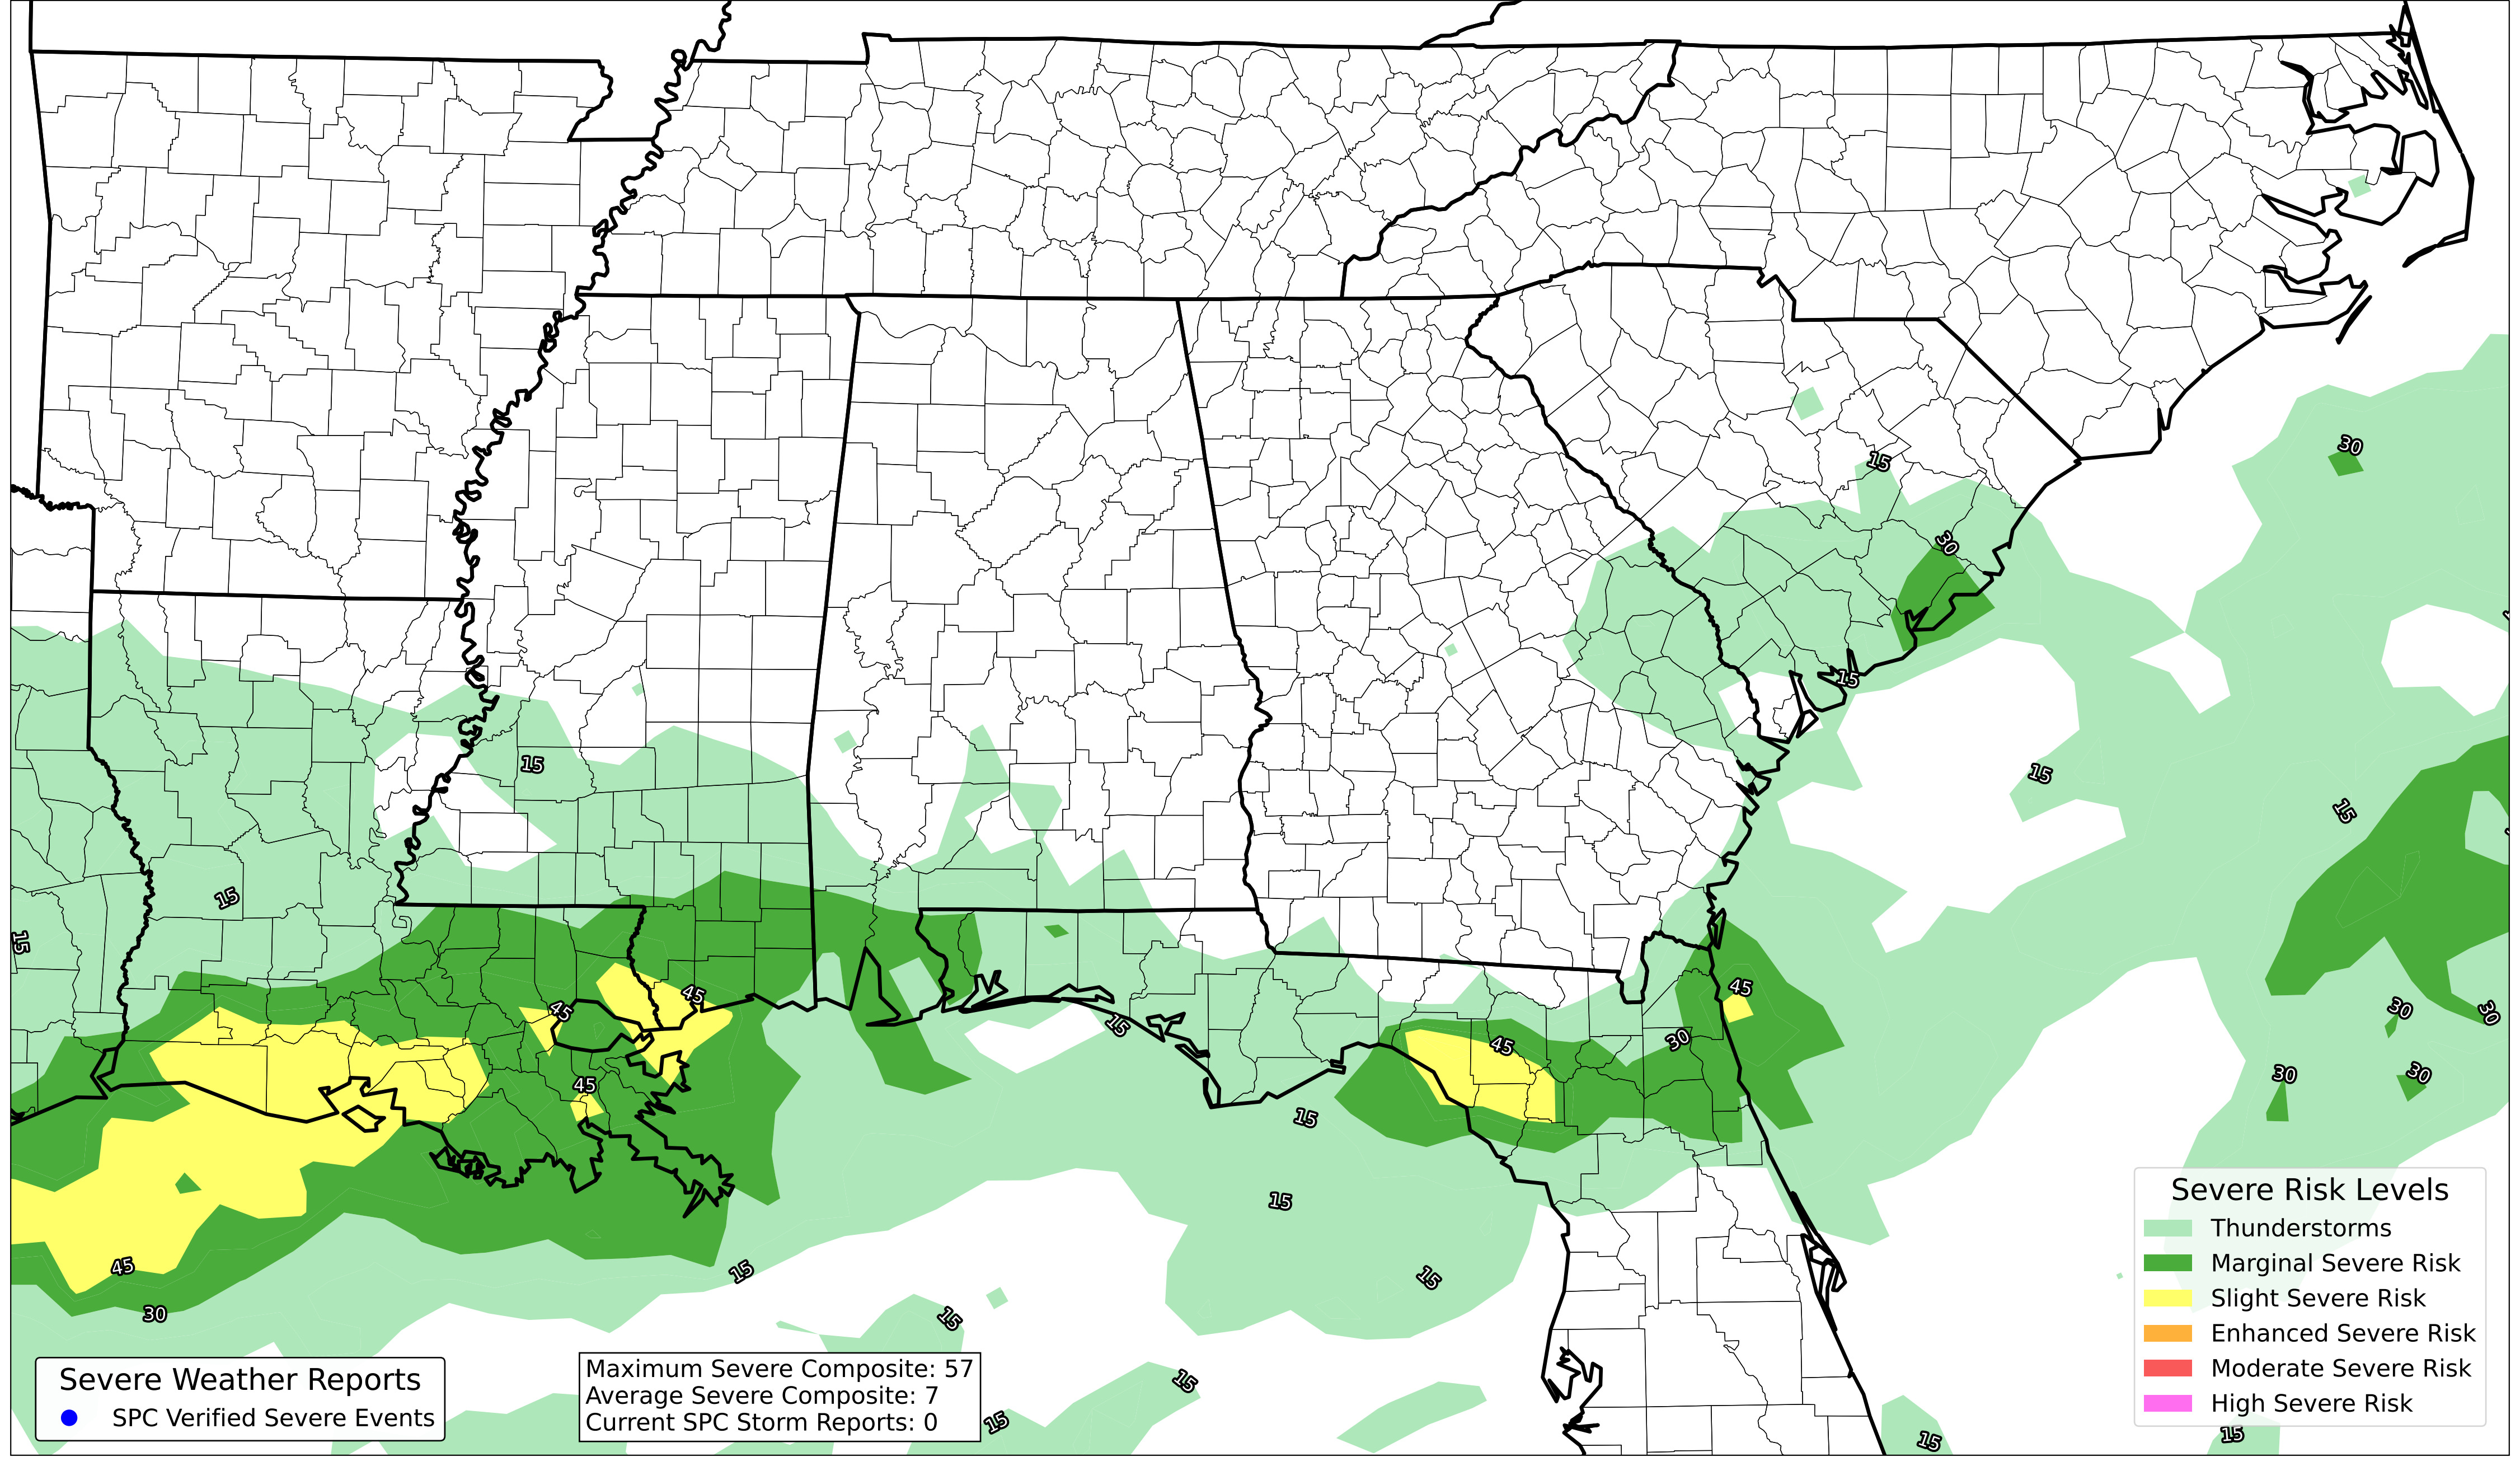 30
15
30
15
15
15
15
15
15
45
45
45
30
30
15
30
45
30
45
30
30
15
15
45
15
15
30
15
15
15
15
15
Severe Risk Levels
Thunderstorms
Marginal Severe Risk
Slight Severe Risk
Enhanced Severe Risk
Moderate Severe Risk
High Severe Risk
Severe Weather Reports
SPC Verified Severe Events
Maximum Severe Composite: 57
Average Severe Composite: 7
Current SPC Storm Reports: 0